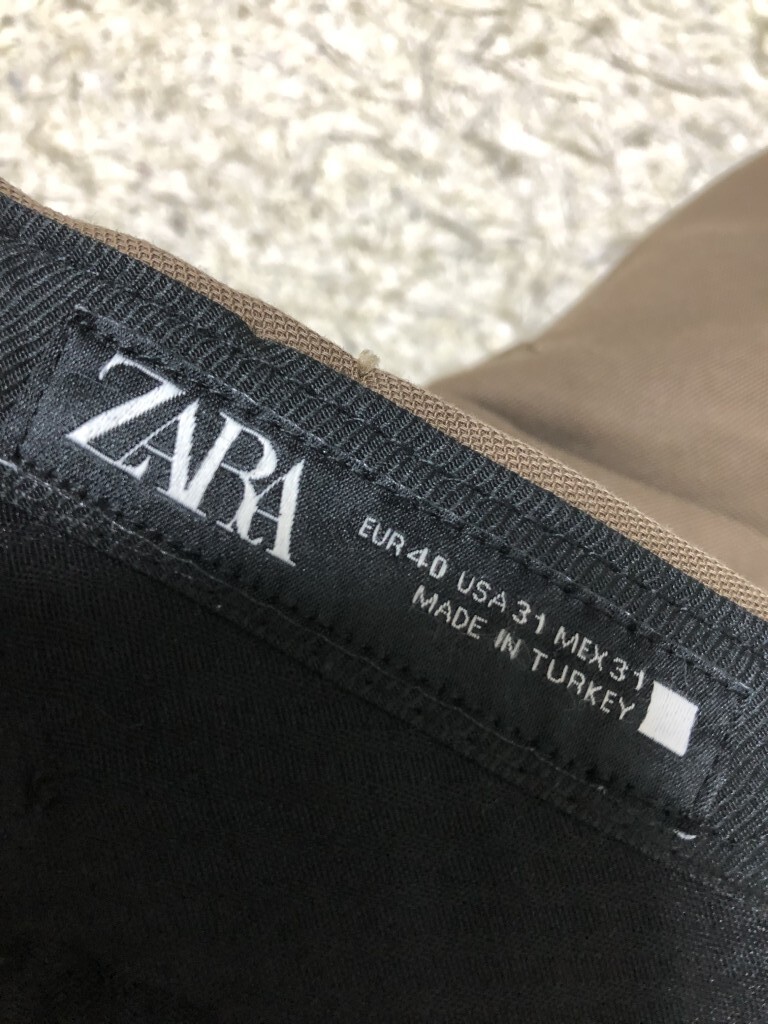 ZARA
EUR 40 USA 31 MEX 31
MADE IN TURKEY